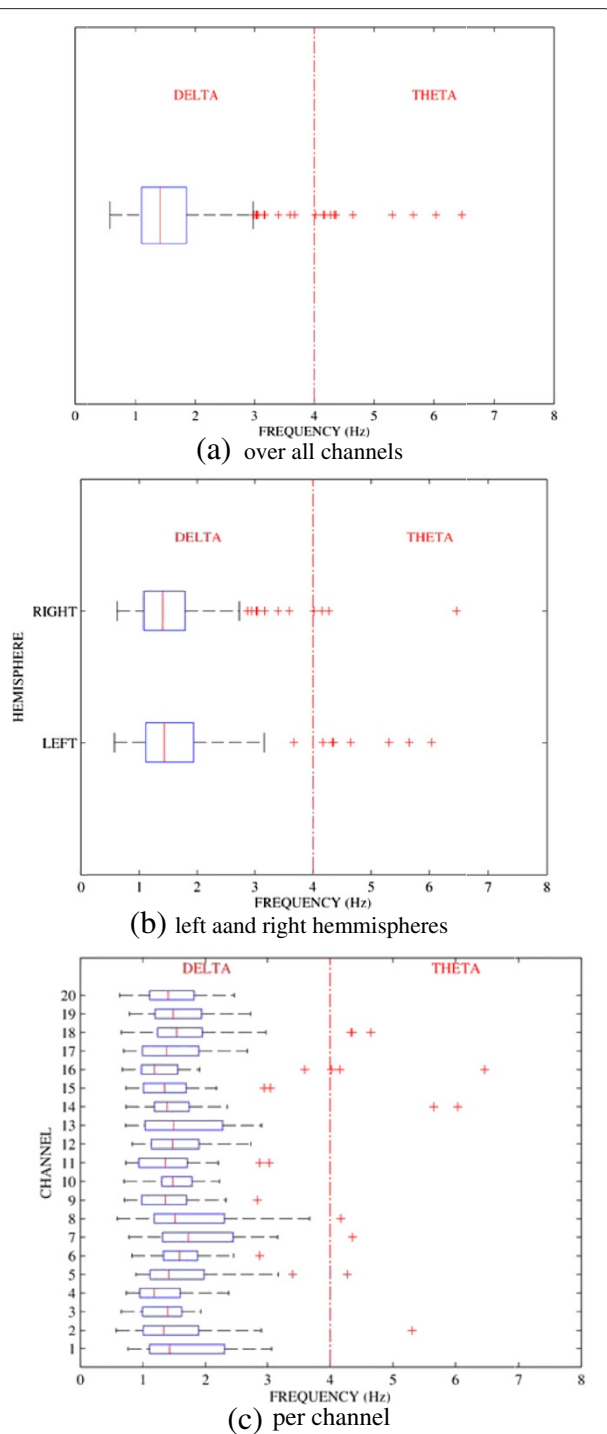 DELTA THETA
0 1 2 3 4 5 6 7 8
FREQUENCY (Hz)
(a) over all channels
DELTA THETA
RIGHT
HEMISPHERE
LEFT
0 1 2 3 4 5 6 7 8
FREQUENCY (Hz)
(b) left aand right hemmispheres
DELTA THETA
20
19
18
17
16
15
14
13
12
11
CHANNEL
10
9
8
7
6
5
4
3
2
1
0 1 2 3 4 5 6 7 8
FREQUENCY (Hz)
(c) per channel